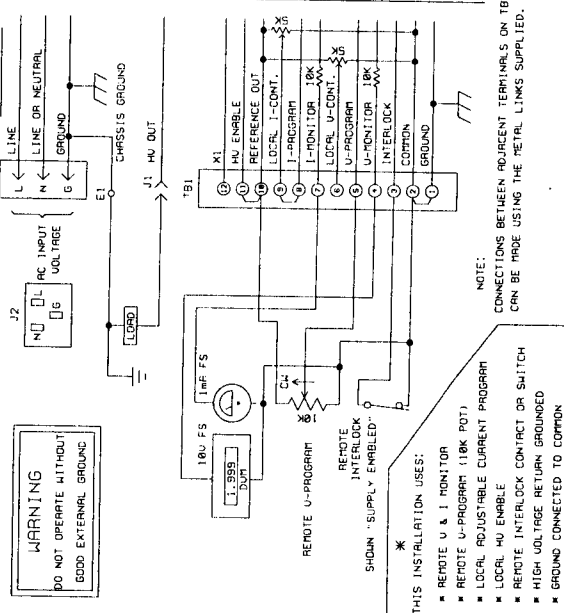 WARNING
DO NOT OPERATE WITHOUT
GOOD EXTERNAL GROUND
J2
N
L
G
AC INPUT
VOLTAGE
L
N
G
LINE
LINE OR NEUTRAL
GROUND
CHASSIS GROUND
E1
J1 HV OUT
LOAD
TB1
X1
12
11 HV ENABLE
10 REFERENCE OUT
9 LOCAL I-CONT.
8 I-PROGRAM
7 I-MONITOR 10K
6 LOCAL V-CONT.
5 V-PROGRAM
4 V-MONITOR 10K
3 INTERLOCK
2 COMMON
1 GROUND
5K
5K
10V FS
1mA FS
1.999
DVM
REMOTE V-PROGRAM
10K
CW
REMOTE
INTERLOCK
SHOWN "SUPPLY ENABLED"
*
THIS INSTALLATION USES:
* REMOTE V & I MONITOR
* REMOTE V-PROGRAM (10K POT)
* LOCAL ADJUSTABLE CURRENT PROGRAM
* LOCAL HV ENABLE
* REMOTE INTERLOCK CONTACT OR SWITCH
* HIGH VOLTAGE RETURN GROUNDED
* GROUND CONNECTED TO COMMON
NOTE:
CONNECTIONS BETWEEN ADJACENT TERMINALS ON TB
CAN BE MADE USING THE METAL LINKS SUPPLIED.